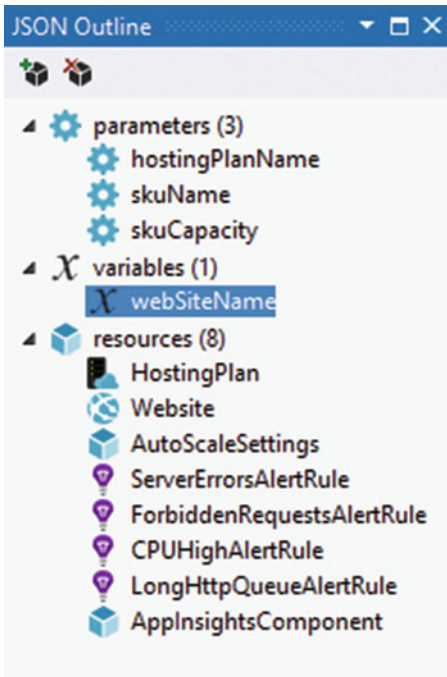 JSON Outline
parameters (3)
hostingPlanName
skuName
skuCapacity
X variables (1)
X webSiteName
resources (8)
HostingPlan
Website
AutoScaleSettings
ServerErrorsAlertRule
ForbiddenRequestsAlertRule
CPUHighAlertRule
LongHttpQueueAlertRule
AppInsightsComponent